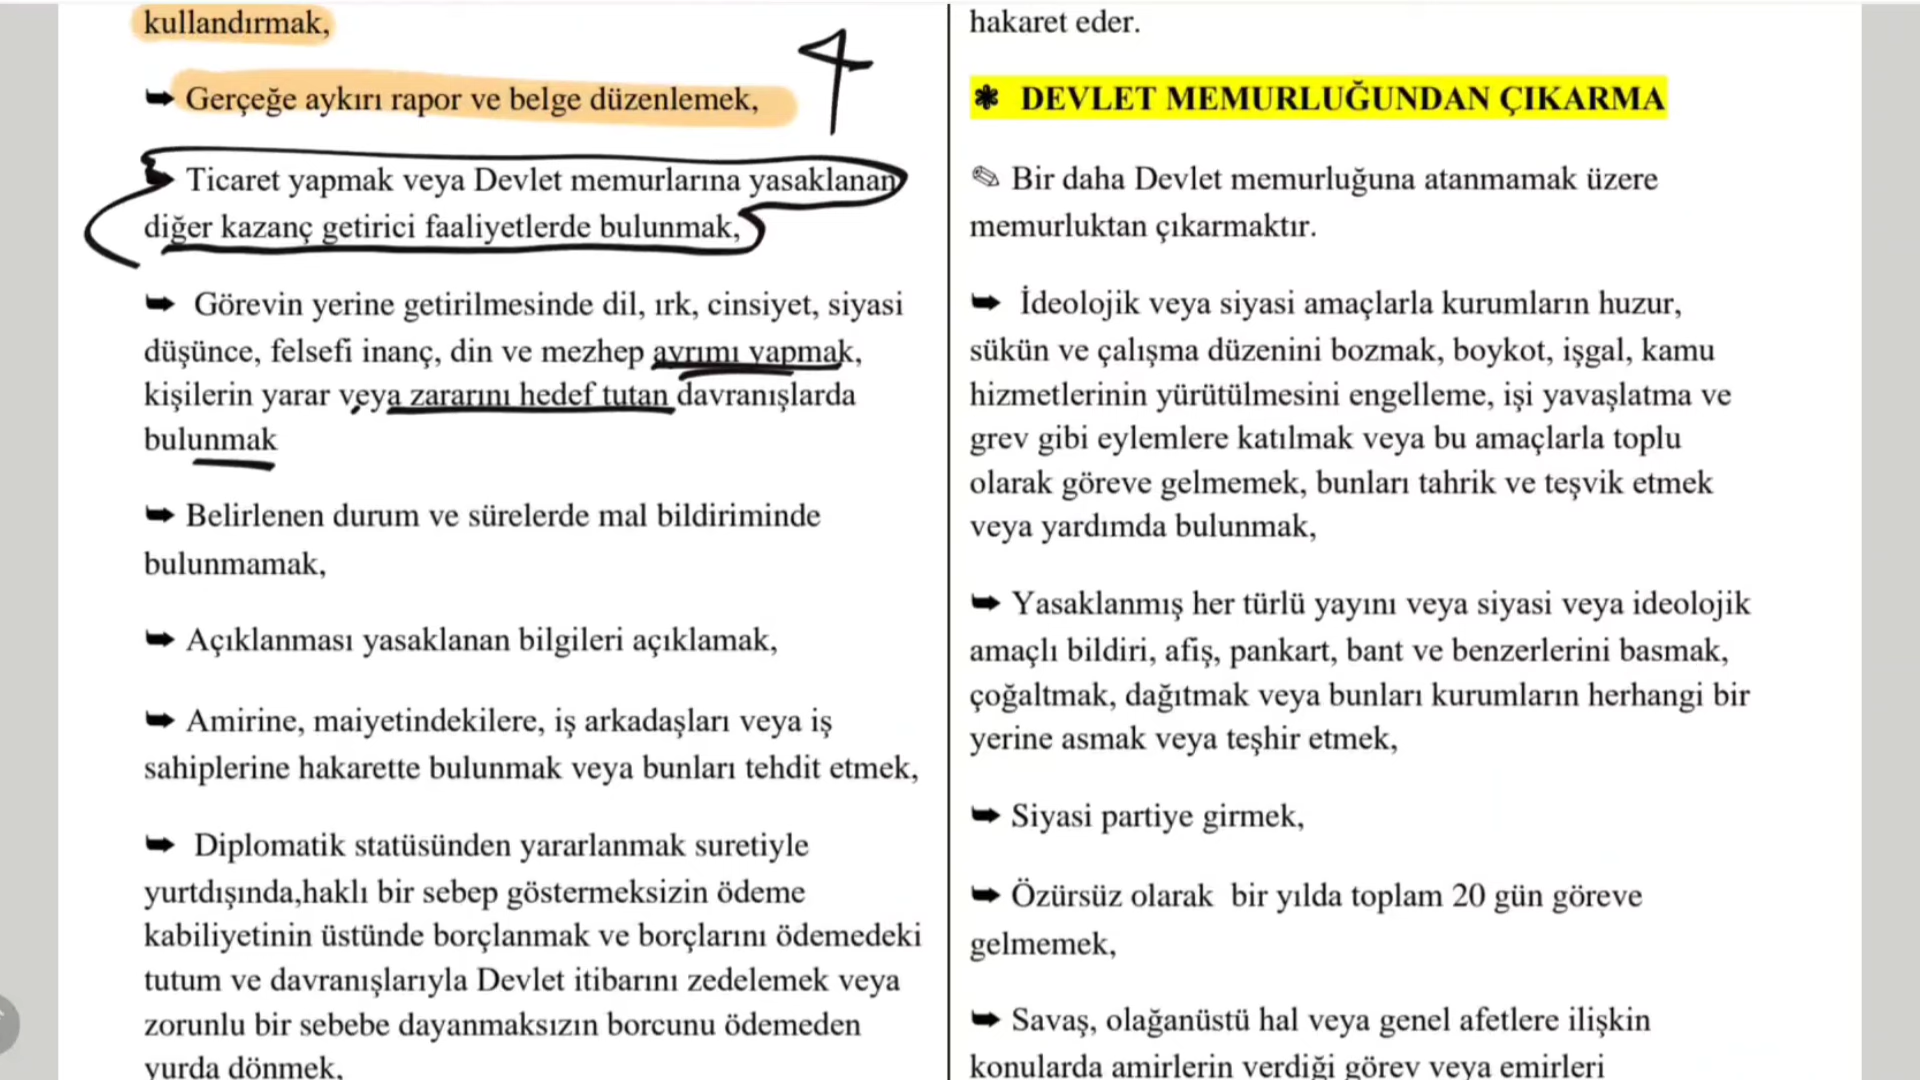 kullandırmak,
4
➥ Gerçeğe aykırı rapor ve belge düzenlemek,
➥ Ticaret yapmak veya Devlet memurlarına yasaklanan
diğer kazanç getirici faaliyetlerde bulunmak,
➥ Görevin yerine getirilmesinde dil, ırk, cinsiyet, siyasi
düşünce, felsefi inanç, din ve mezhep ayrımı yapmak,
kişilerin yarar veya zararını hedef tutan davranışlarda
bulunmak
➥ Belirlenen durum ve sürelerde mal bildiriminde
bulunmamak,
➥ Açıklanması yasaklanan bilgileri açıklamak,
➥ Amirine, maiyetindekilere, iş arkadaşları veya iş
sahiplerine hakarette bulunmak veya bunları tehdit etmek,
➥ Diplomatik statüsünden yararlanmak suretiyle
yurtdışında,haklı bir sebep göstermeksizin ödeme
kabiliyetinin üstünde borçlanmak ve borçlarını ödemedeki
tutum ve davranışlarıyla Devlet itibarını zedelemek veya
zorunlu bir sebebe dayanmaksızın borcunu ödemeden
yurda dönmek,
hakaret eder.
❃ DEVLET MEMURLUĞUNDAN ÇIKARMA
✎ Bir daha Devlet memurluğuna atanmamak üzere
memurluktan çıkarmaktır.
➥ İdeolojik veya siyasi amaçlarla kurumların huzur,
sükün ve çalışma düzenini bozmak, boykot, işgal, kamu
hizmetlerinin yürütülmesini engelleme, işi yavaşlatma ve
grev gibi eylemlere katılmak veya bu amaçlarla toplu
olarak göreve gelmemek, bunları tahrik ve teşvik etmek
veya yardımda bulunmak,
➥ Yasaklanmış her türlü yayını veya siyasi veya ideolojik
amaçlı bildiri, afiş, pankart, bant ve benzerlerini basmak,
çoğaltmak, dağıtmak veya bunları kurumların herhangi bir
yerine asmak veya teşhir etmek,
➥ Siyasi partiye girmek,
➥ Özürsüz olarak bir yılda toplam 20 gün göreve
gelmemek,
➥ Savaş, olağanüstü hal veya genel afetlere ilişkin
konularda amirlerin verdiği görev veya emirleri